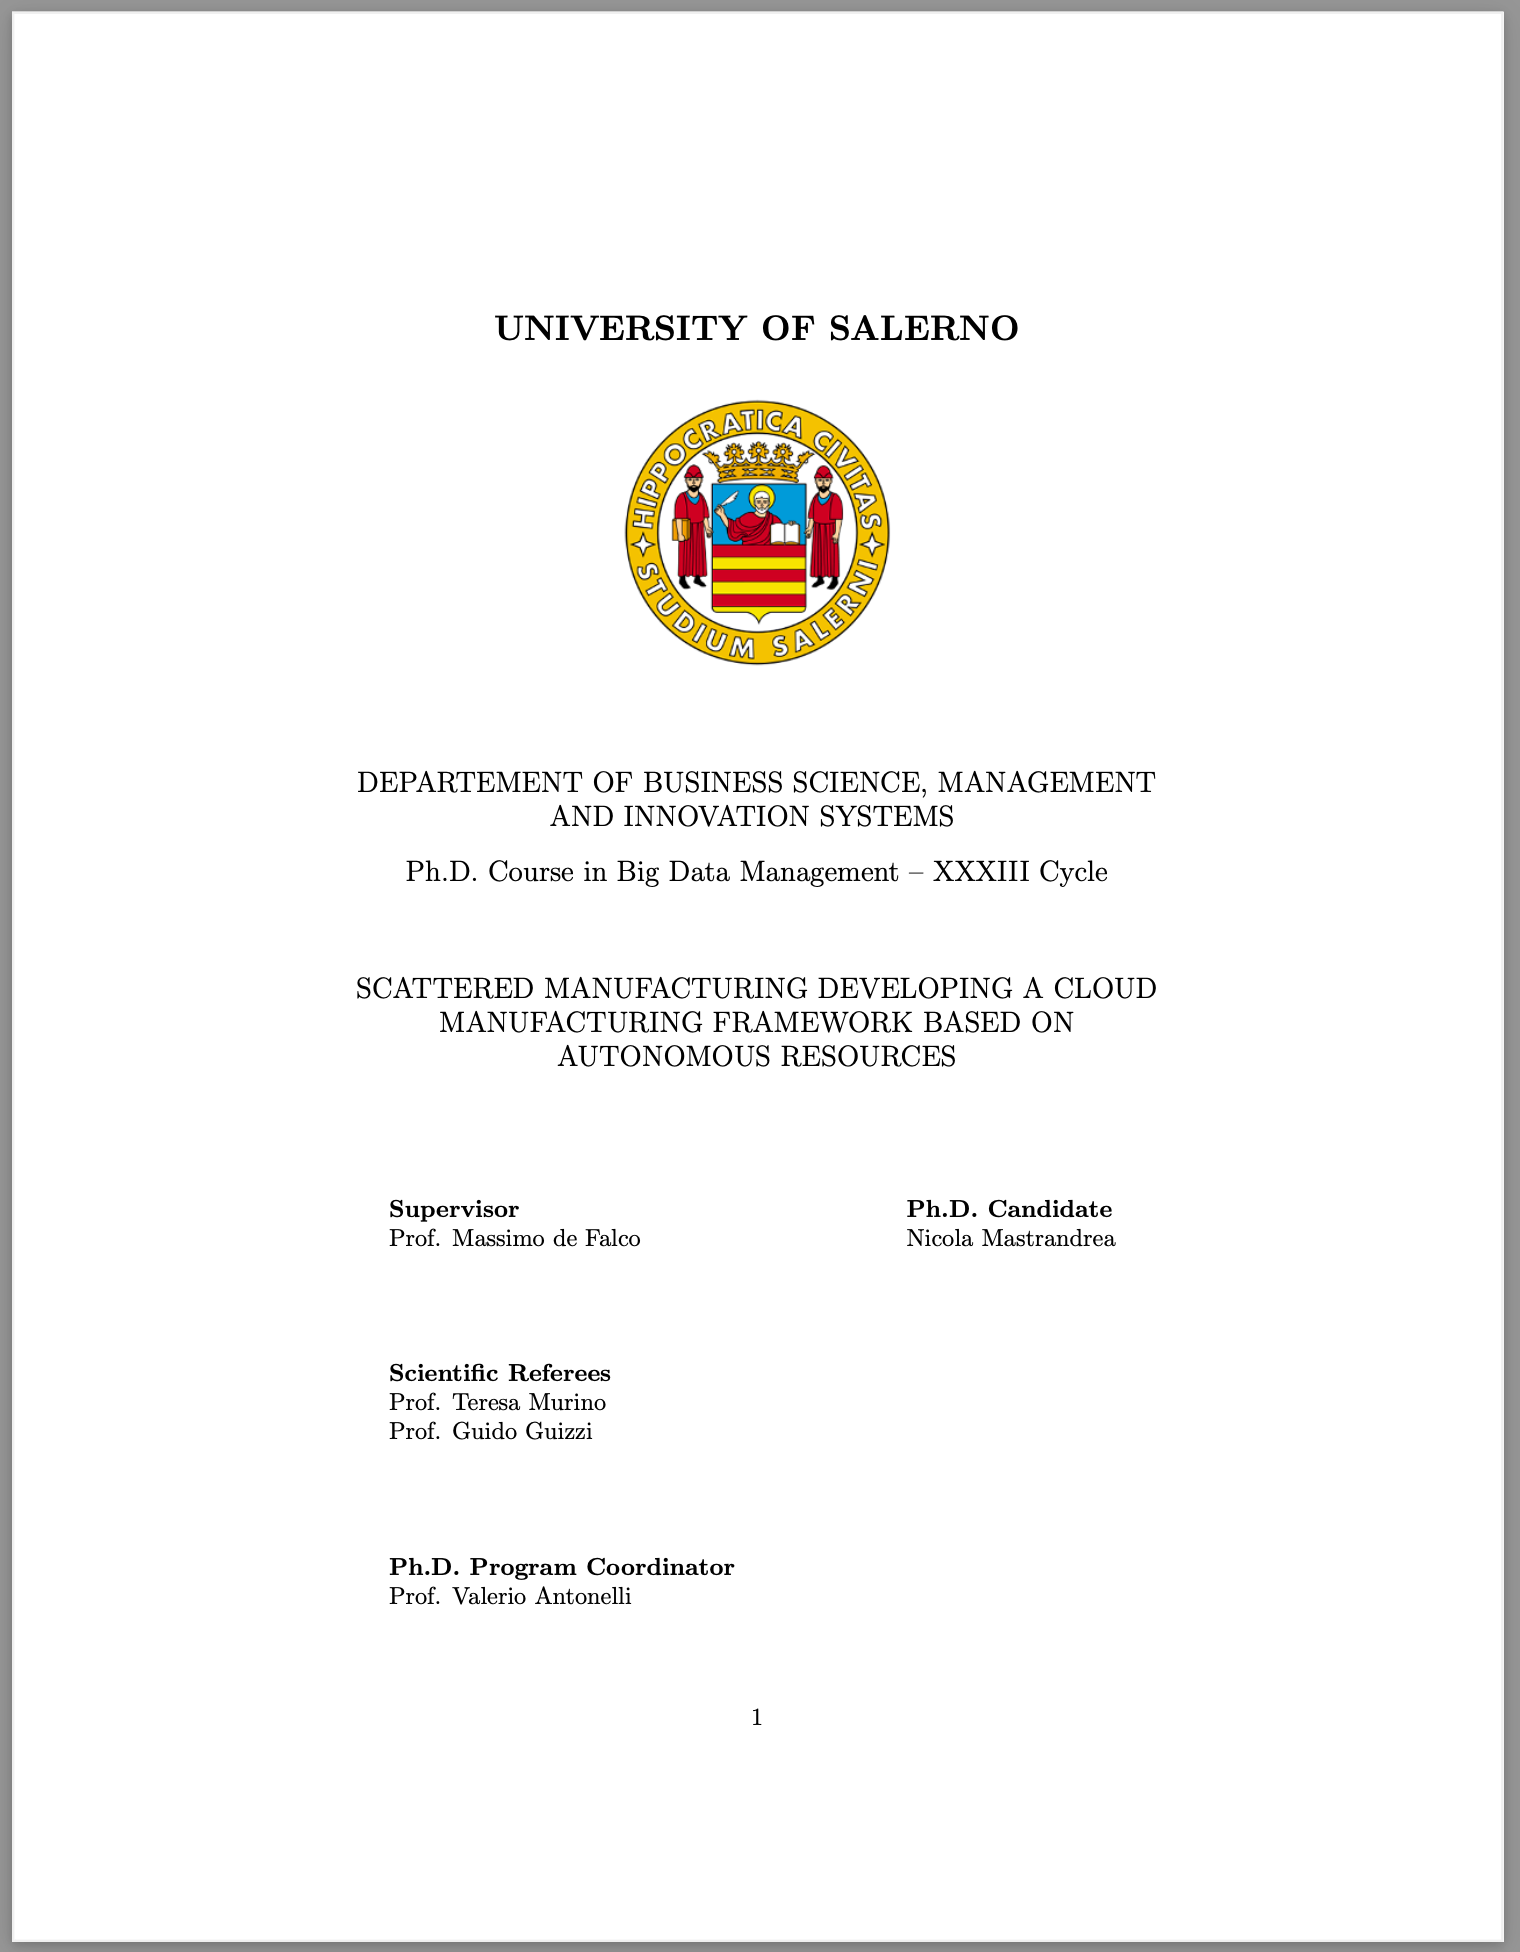 UNIVERSITY OF SALERNO
HIPPOCRATICA CIVITAS
STUDIUM SALERNI
DEPARTEMENT OF BUSINESS SCIENCE, MANAGEMENT
AND INNOVATION SYSTEMS
Ph.D. Course in Big Data Management – XXXIII Cycle
SCATTERED MANUFACTURING DEVELOPING A CLOUD
MANUFACTURING FRAMEWORK BASED ON
AUTONOMOUS RESOURCES
Supervisor
Prof. Massimo de Falco
Ph.D. Candidate
Nicola Mastrandrea
Scientific Referees
Prof. Teresa Murino
Prof. Guido Guizzi
Ph.D. Program Coordinator
Prof. Valerio Antonelli
1